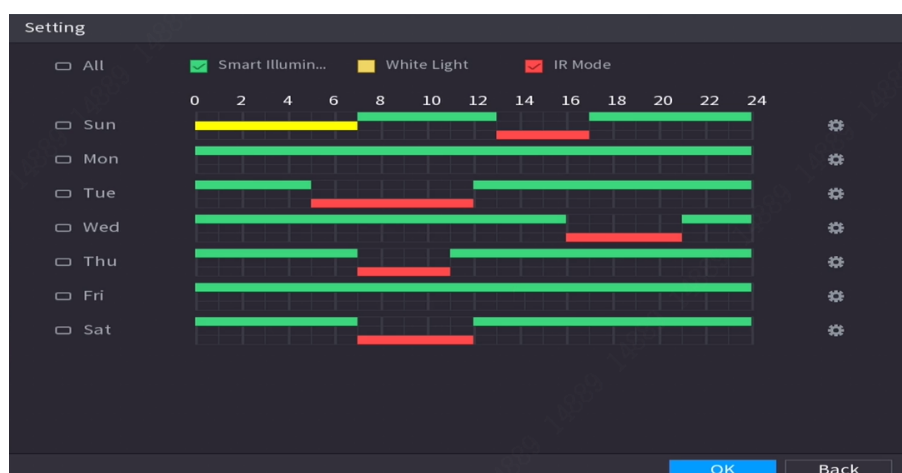 Setting
All Smart Illumin... White Light IR Mode
0 2 4 6 8 10 12 14 16 18 20 22 24
Sun
Mon
Tue
Wed
Thu
Fri
Sat
OK Back